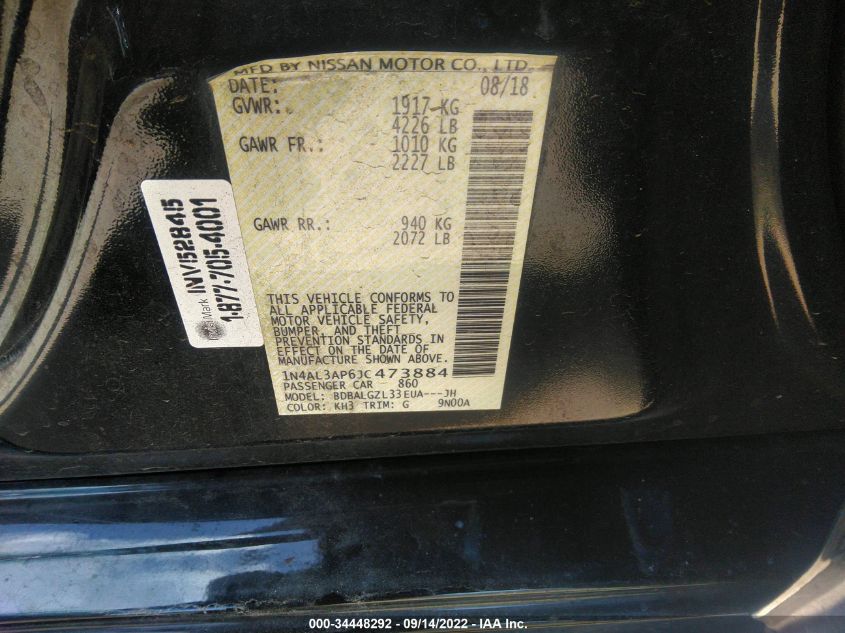 MFD BY NISSAN MOTOR CO., LTD.
DATE: 08/18
GVWR: 1917 KG
4226 LB
GAWR FR.: 1010 KG
2227 LB
GAWR RR.: 940 KG
2072 LB
THIS VEHICLE CONFORMS TO
ALL APPLICABLE FEDERAL
MOTOR VEHICLE SAFETY,
BUMPER, AND THEFT
PREVENTION STANDARDS IN
EFFECT ON THE DATE OF
MANUFACTURE SHOWN ABOVE.
1N4AL3AP6JC473884
PASSENGER CAR 860
MODEL: BDBALGZL33EUA---JH
COLOR: KH3 TRIM: G 9N00A
INV152845
1-877-705-4001
000-34448292 - 09/14/2022 - IAA Inc.